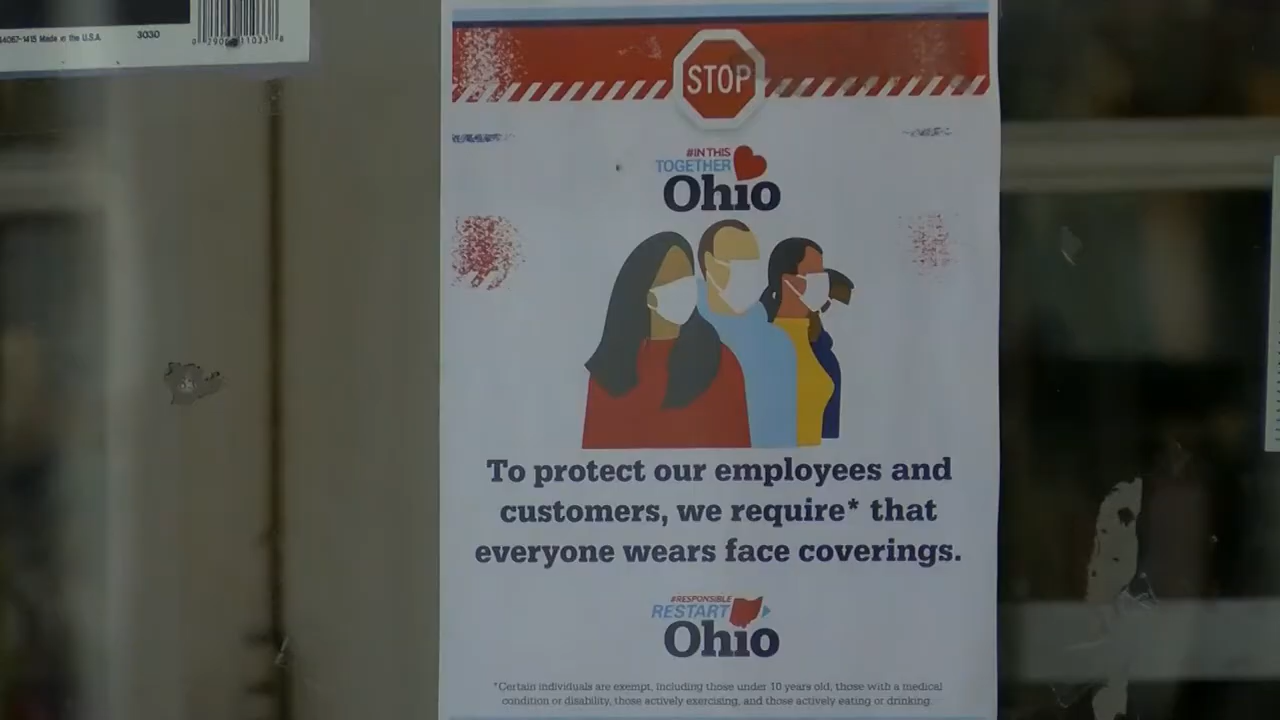 44067-1415 Made in the U.S.A. 3030
STOP
#IN THIS
TOGETHER
Ohio
To protect our employees and
customers, we require* that
everyone wears face coverings.
#RESPONSIBLE
RESTART
Ohio
*Certain individuals are exempt, including those under 10 years old, those with a medical
condition or disability, those actively exercising, and those actively eating or drinking.